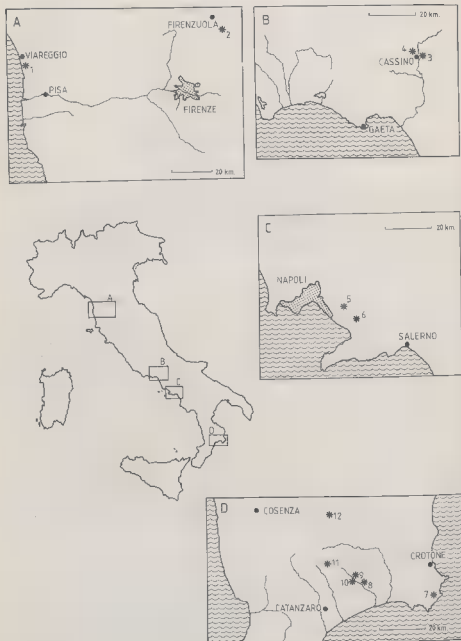 A
FIRENZUOLA
2
VIAREGGIO
1
PISA
FIRENZE
20 km.
B
20 km.
4
3
CASSINO
GAETA
C
20 km.
NAPOLI
5
6
SALERNO
A
B
C
D
D
COSENZA
12
11
CROTONE
9
10
8
7
CATANZARO
20 km.